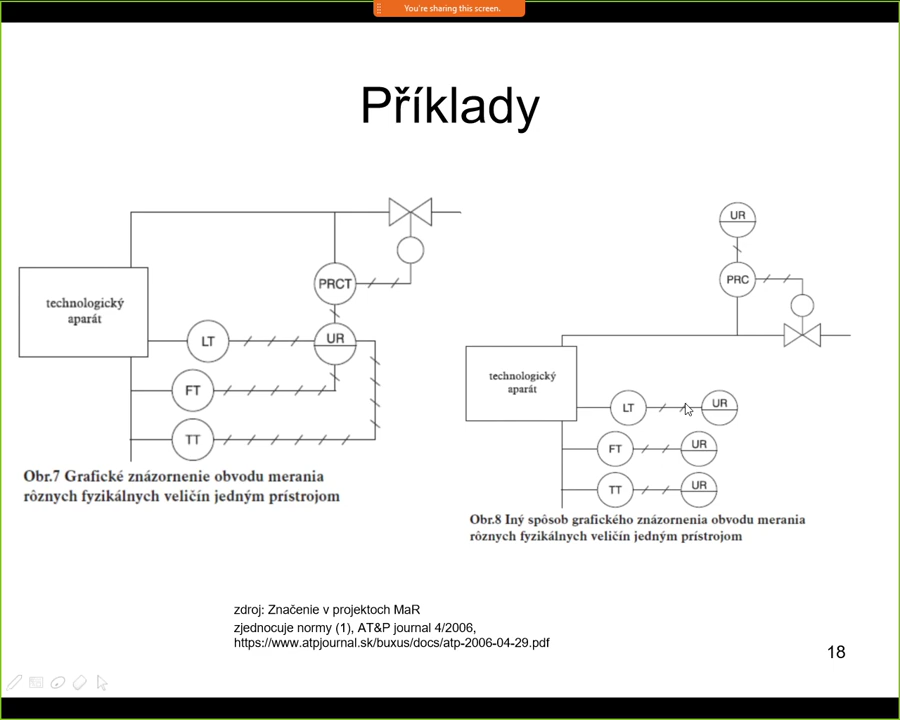 You're sharing this screen.
Příklady
technologický
aparát
PRCT
LT
UR
FT
TT
Obr.7 Grafické znázornenie obvodu merania
rôznych fyzikálnych veličín jedným prístrojom
UR
PRC
technologický
aparát
LT
UR
FT
UR
TT
UR
Obr.8 Iný spôsob grafického znázornenia obvodu merania
rôznych fyzikálnych veličín jedným prístrojom
zdroj: Značenie v projektoch MaR
zjednocuje normy (1), AT&P journal 4/2006,
https://www.atpjournal.sk/buxus/docs/atp-2006-04-29.pdf
18